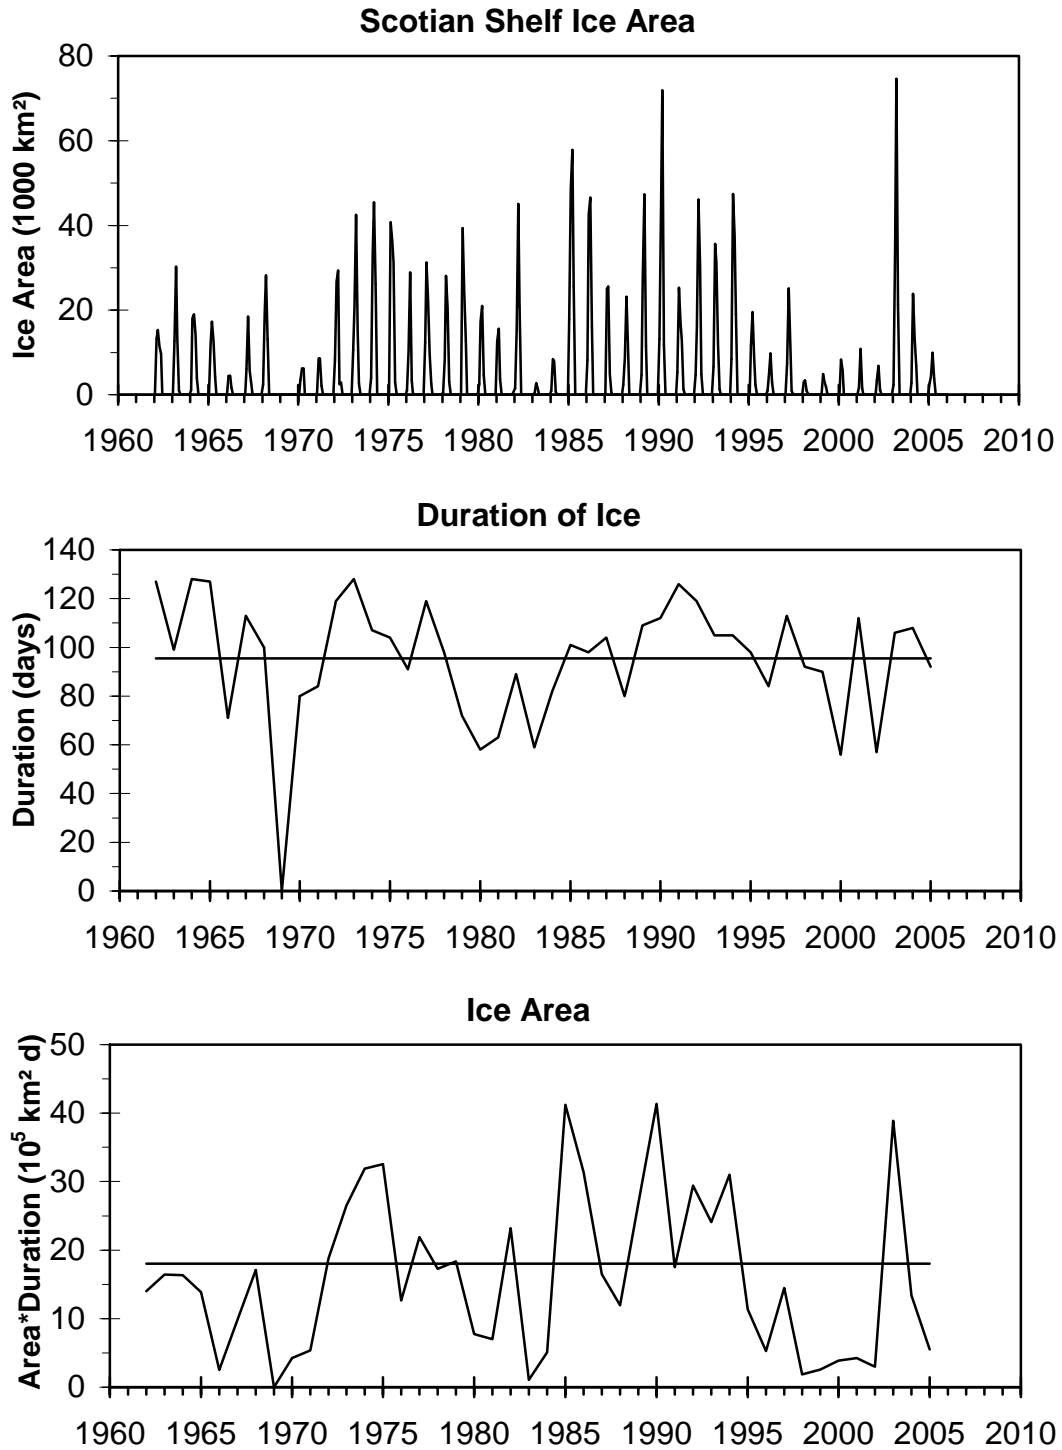 Scotian Shelf Ice Area
Ice Area (1000 km²)
80
60
40
20
0
1960 1965 1970 1975 1980 1985 1990 1995 2000 2005 2010
Duration of Ice
Duration (days)
140
120
100
80
60
40
20
0
1960 1965 1970 1975 1980 1985 1990 1995 2000 2005 2010
Ice Area
Area*Duration (10⁵ km² d)
50
40
30
20
10
0
1960 1965 1970 1975 1980 1985 1990 1995 2000 2005 2010